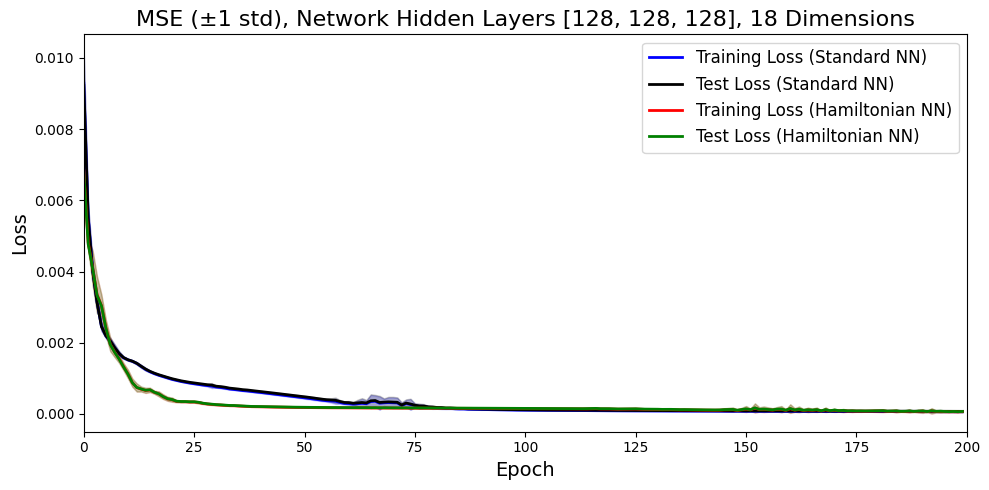 MSE (±1 std), Network Hidden Layers [128, 128, 128], 18 Dimensions
Training Loss (Standard NN)
Test Loss (Standard NN)
Training Loss (Hamiltonian NN)
Test Loss (Hamiltonian NN)
Loss
0.010
0.008
0.006
0.004
0.002
0.000
0 25 50 75 100 125 150 175 200
Epoch